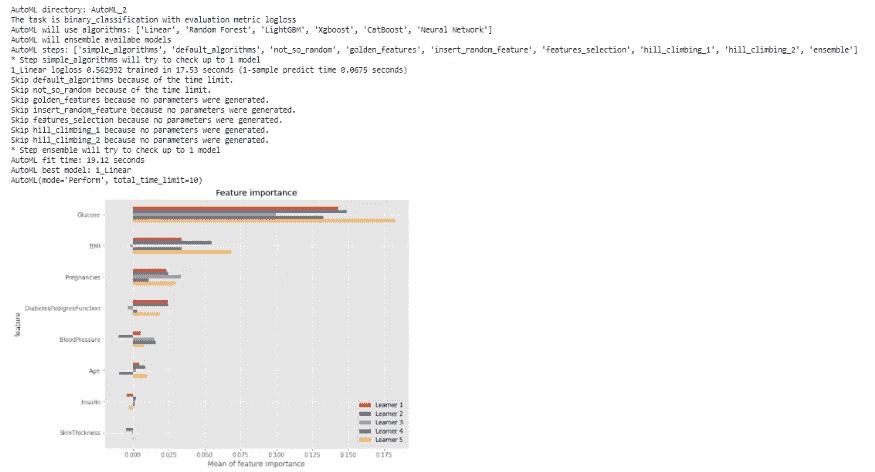 AutoML directory: AutoML_2
The task is binary_classification with evaluation metric logloss
AutoML will use algorithms: ['Linear', 'Random Forest', 'LightGBM', 'Xgboost', 'CatBoost', 'Neural Network']
AutoML will ensemble availabe models
AutoML steps: ['simple_algorithms', 'default_algorithms', 'not_so_random', 'golden_features', 'insert_random_feature', 'features_selection', 'hill_climbing_1', 'hill_climbing_2', 'ensemble']
* Step simple_algorithms will try to check up to 1 model
1_Linear logloss 0.562932 trained in 17.53 seconds (1-sample predict time 0.0675 seconds)
Skip default_algorithms because of the time limit.
Skip not_so_random because of the time limit.
Skip golden_features because no parameters were generated.
Skip insert_random_feature because no parameters were generated.
Skip features_selection because no parameters were generated.
Skip hill_climbing_1 because no parameters were generated.
Skip hill_climbing_2 because no parameters were generated.
* Step ensemble will try to check up to 1 model
AutoML fit time: 19.12 seconds
AutoML best model: 1_Linear
AutoML(mode='Perform', total_time_limit=10)
Feature importance
Glucose
BMI
Pregnancies
DiabetesPedigreeFunction
BloodPressure
Age
Insulin
SkinThickness
feature
Learner 1
Learner 2
Learner 3
Learner 4
Learner 5
0.000 0.025 0.050 0.075 0.100 0.125 0.150 0.175
Mean of feature importance